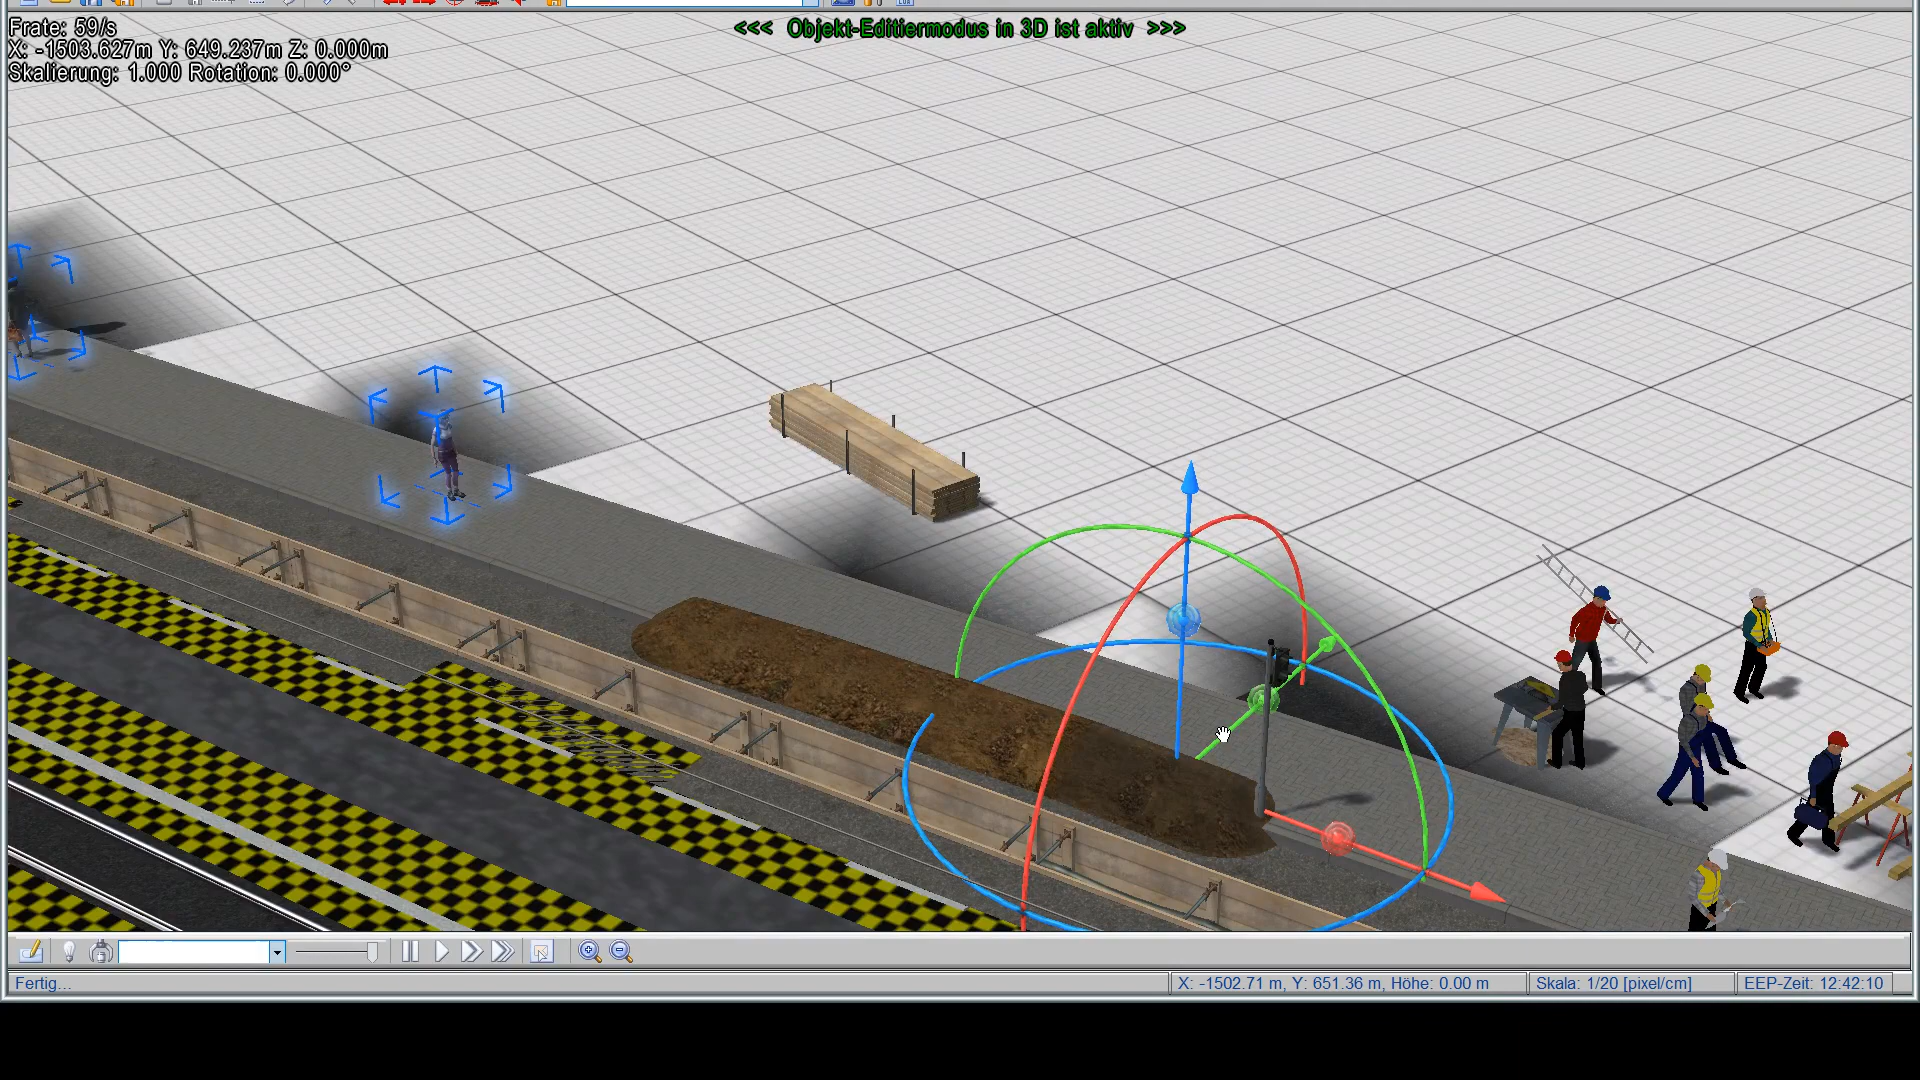 Frate: 59/s
<<< Objekt-Editiermodus in 3D ist aktiv >>>
X: -1503.627m Y: 649.237m Z: 0.000m
Skalierung: 1.000 Rotation: 0.000°
Fertig...
X: -1502.71 m, Y: 651.36 m, Höhe: 0.00 m
Skala: 1/20 [pixel/cm]
EEP-Zeit: 12:42:10